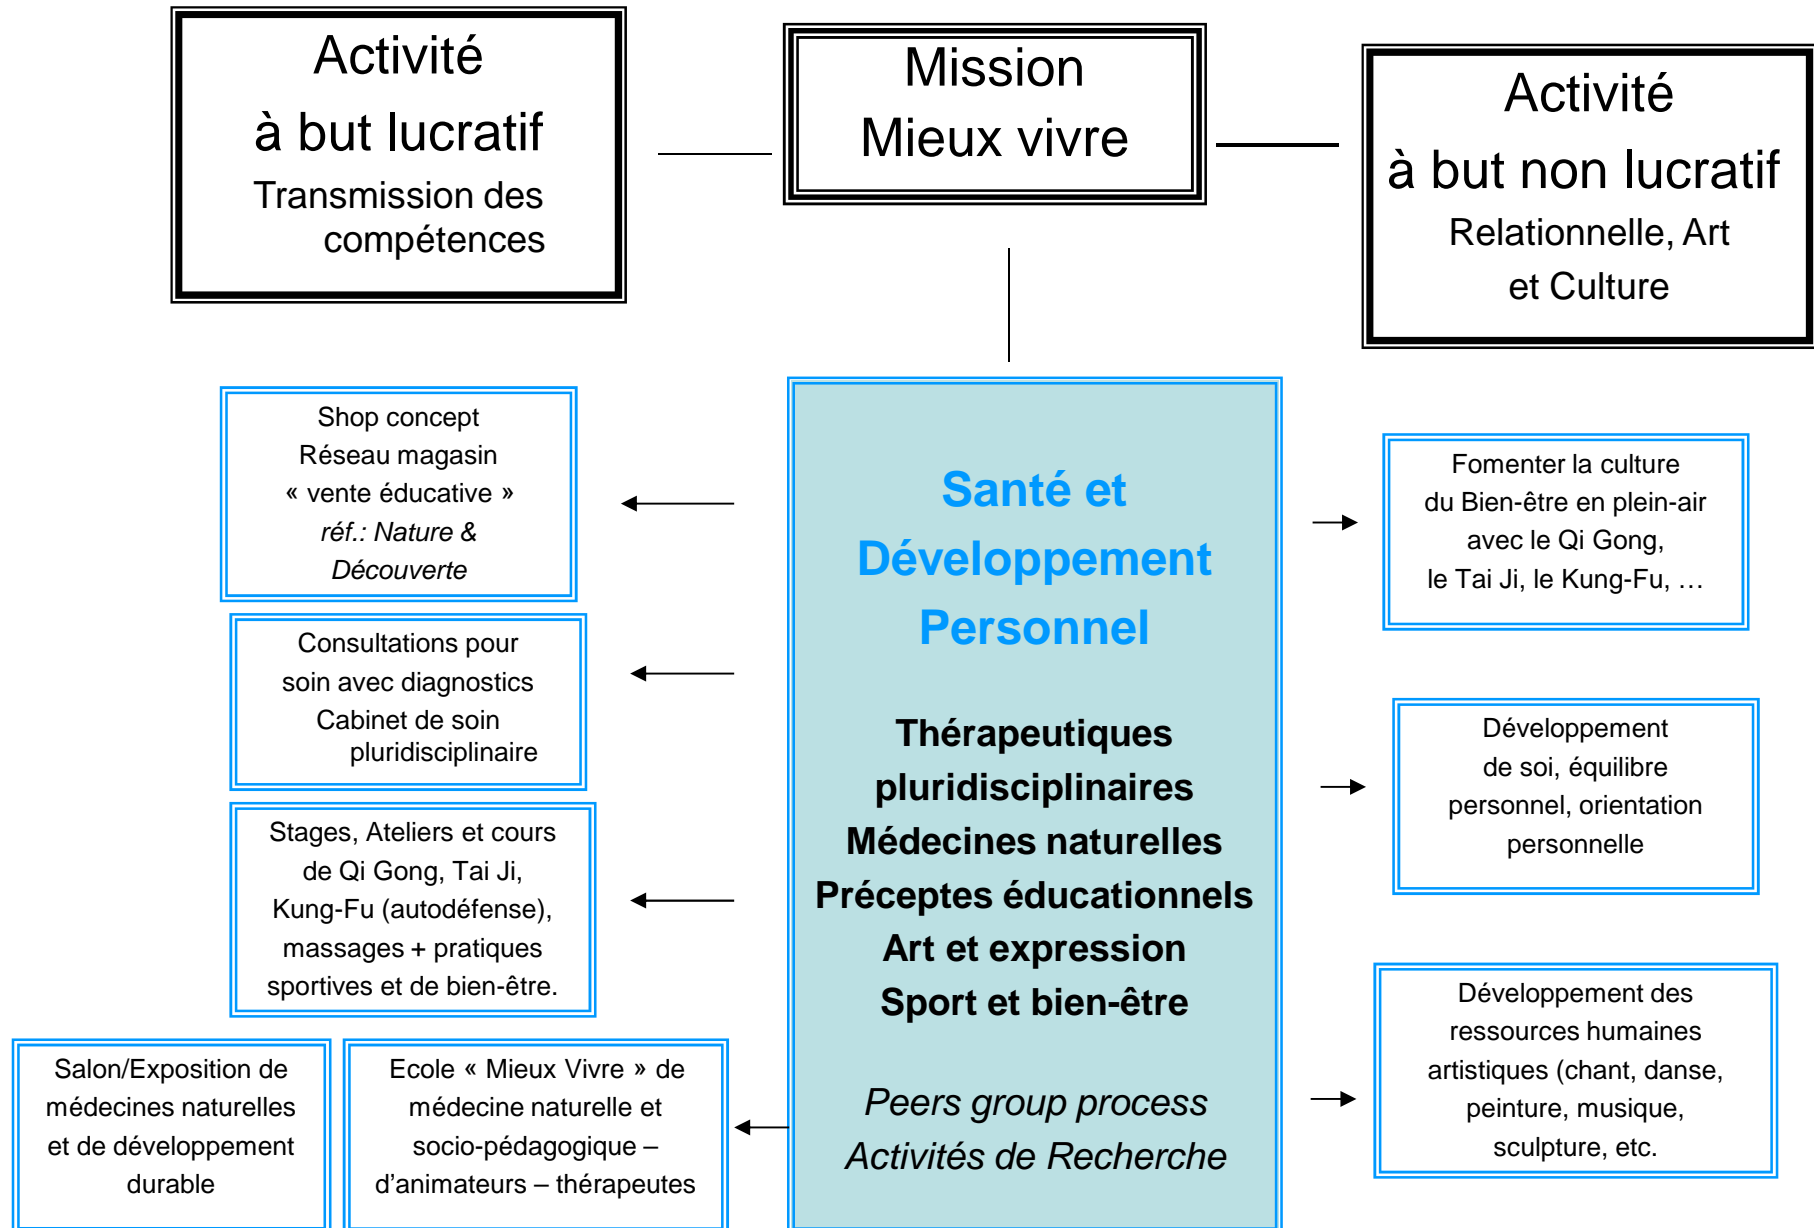 Activité
à but lucratif
Transmission des
compétences
Mission
Mieux vivre
Activité
à but non lucratif
Relationnelle, Art
et Culture
Shop concept
Réseau magasin
« vente éducative »
réf.: Nature &
Découverte
Consultations pour
soin avec diagnostics
Cabinet de soin
pluridisciplinaire
Stages, Ateliers et cours
de Qi Gong, Tai Ji,
Kung-Fu (autodéfense),
massages + pratiques
sportives et de bien-être.
Salon/Exposition de
médecines naturelles
et de développement
durable
Ecole « Mieux Vivre » de
médecine naturelle et
socio-pédagogique –
d'animateurs – thérapeutes
Santé et
Développement
Personnel
Thérapeutiques
pluridisciplinaires
Médecines naturelles
Préceptes éducationnels
Art et expression
Sport et bien-être
Peers group process
Activités de Recherche
Fomenter la culture
du Bien-être en plein-air
avec le Qi Gong,
le Tai Ji, le Kung-Fu, …
Développement
de soi, équilibre
personnel, orientation
personnelle
Développement des
ressources humaines
artistiques (chant, danse,
peinture, musique,
sculpture, etc.